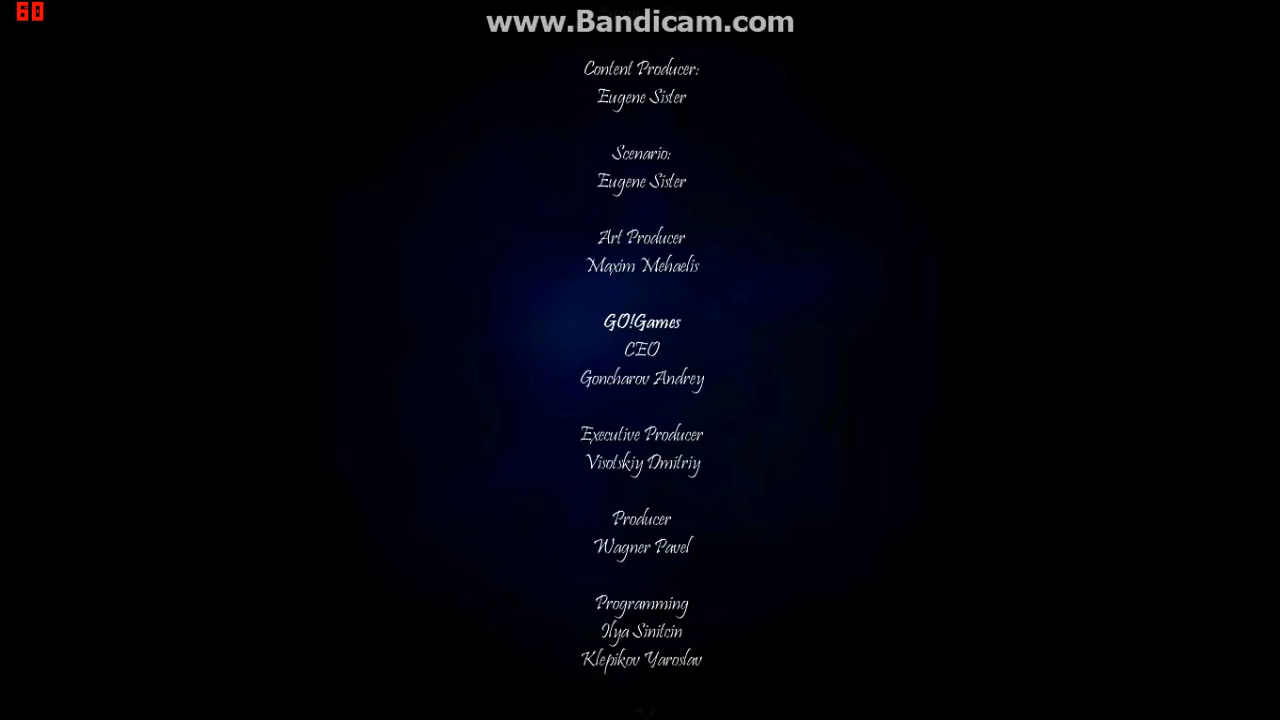 60
www.Bandicam.com
Content Producer:
Eugene Sister
Scenario:
Eugene Sister
Art Producer
Maxim Mehaelis
GO!Games
CEO
Goncharov Andrey
Executive Producer
Visotskiy Dmitriy
Producer
Wagner Pavel
Programming
Ilya Sinitcin
Klepikov Yaroslav